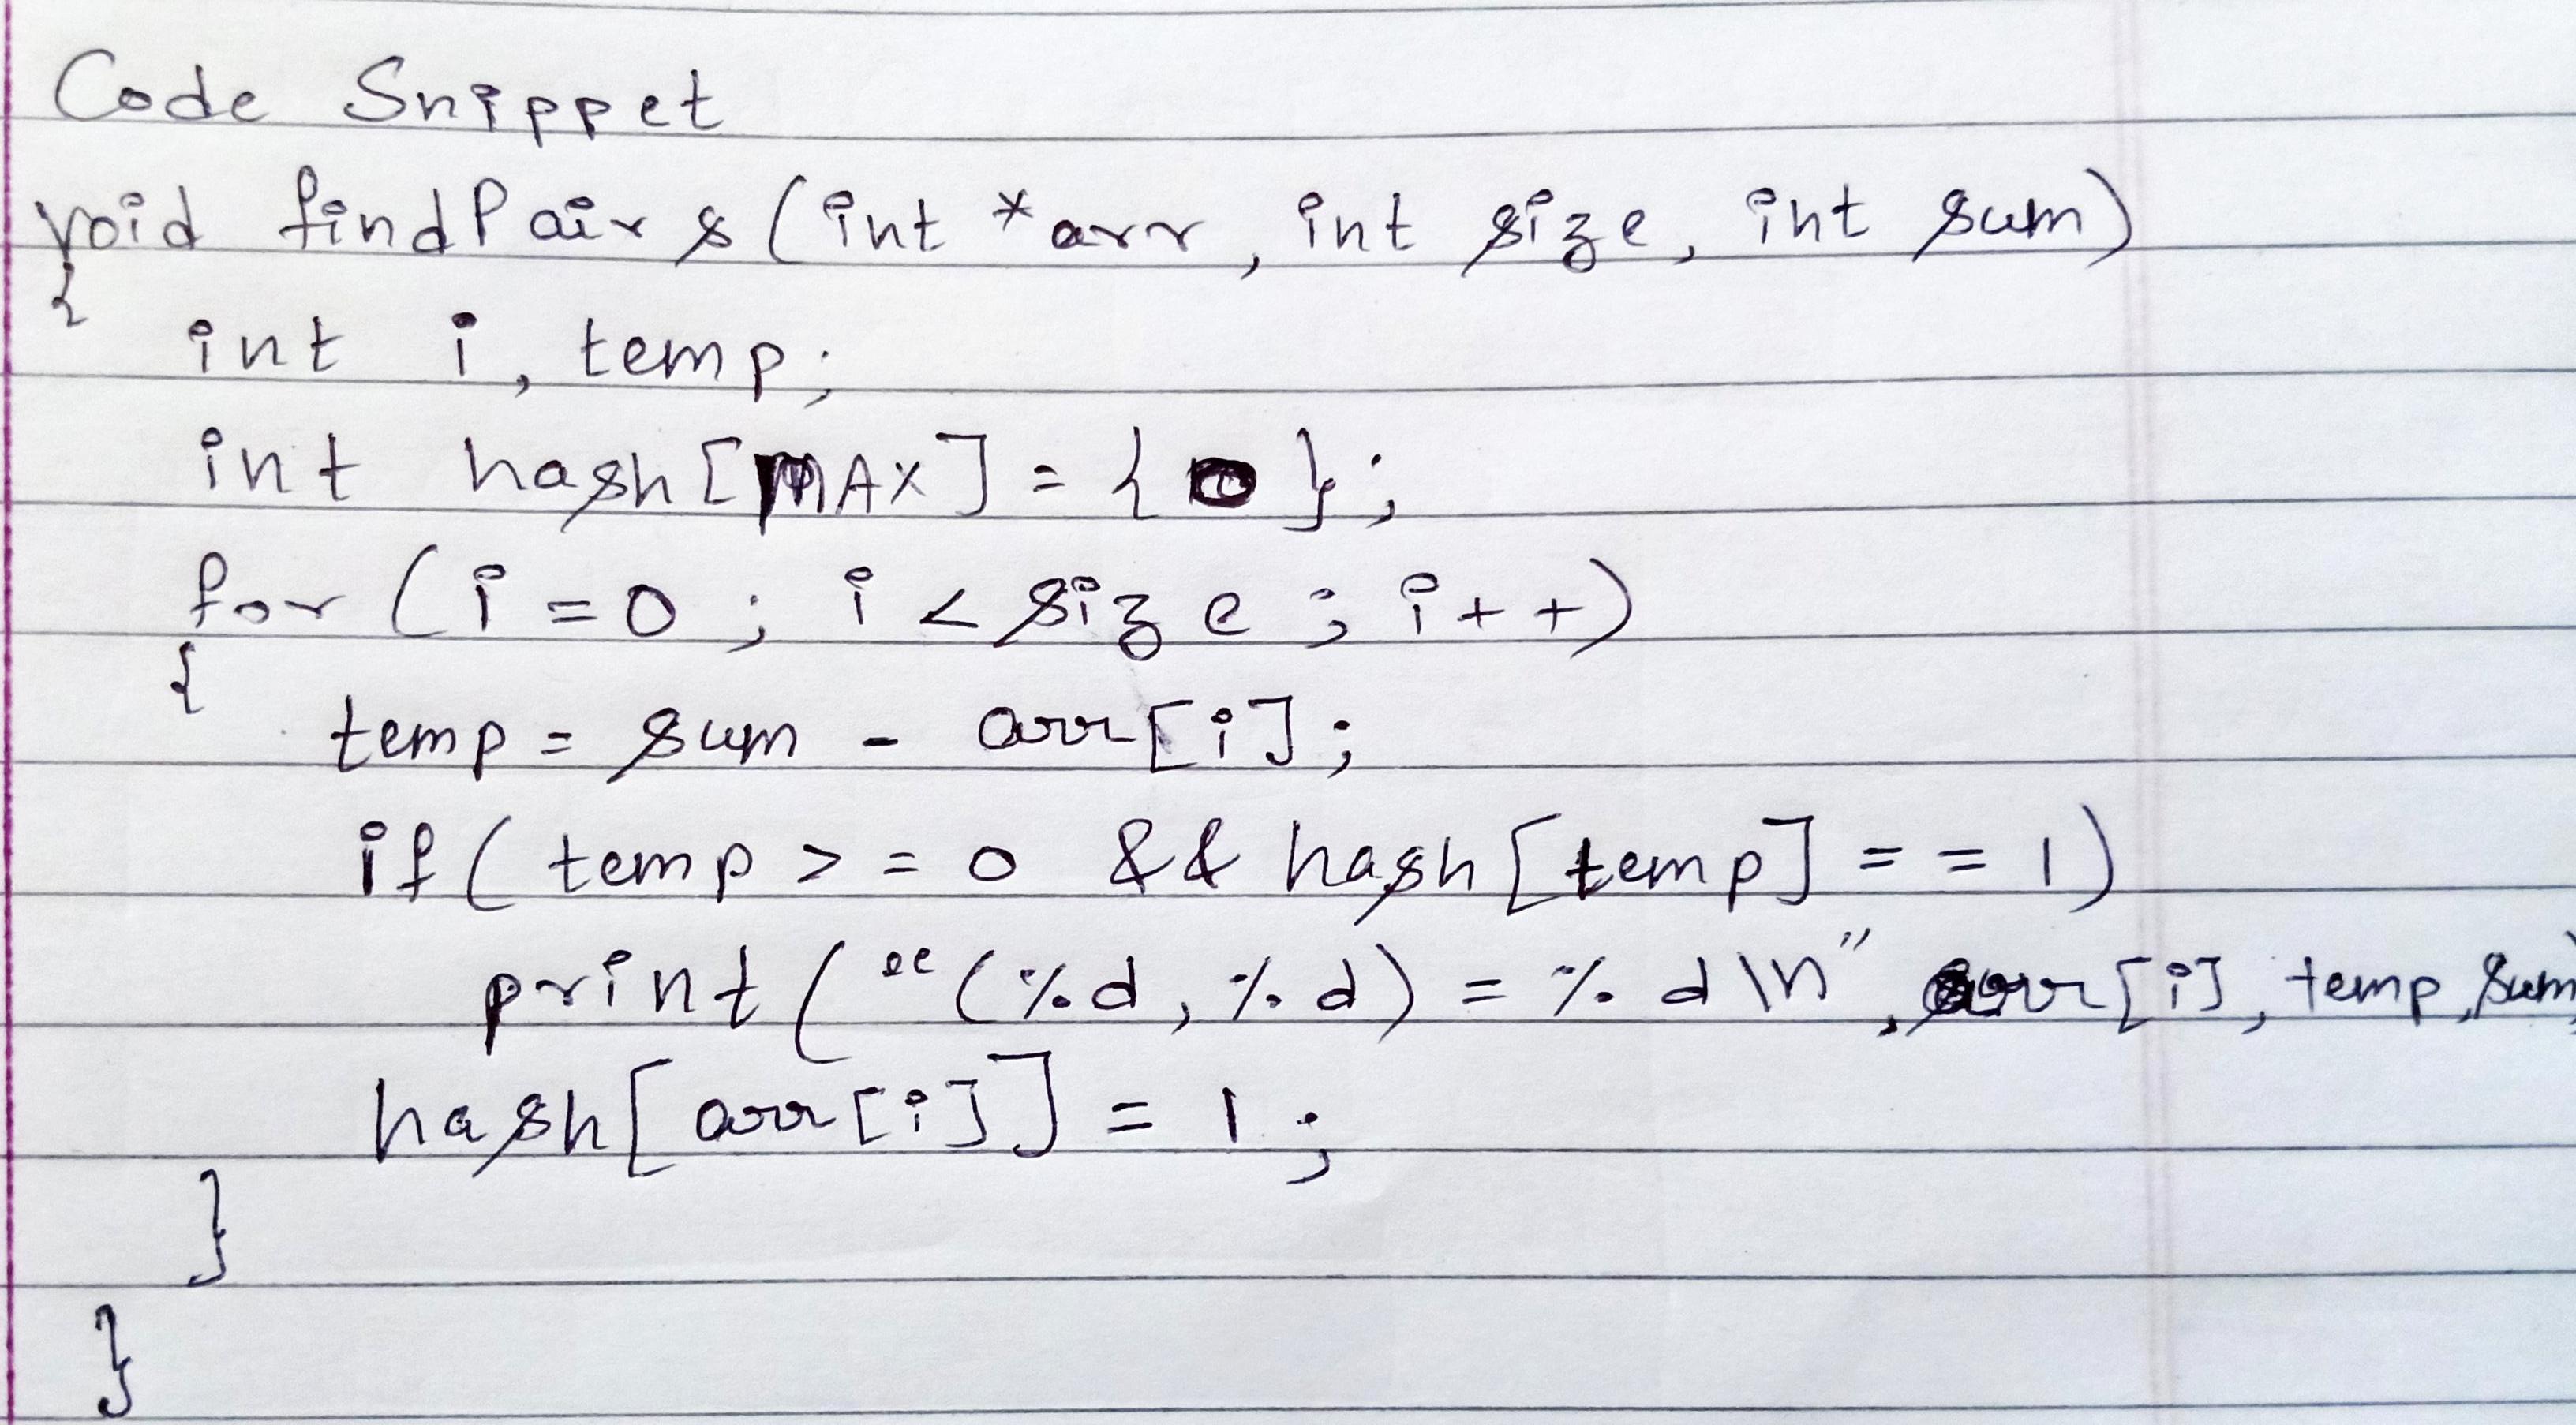 Code Snippet
void findPairs(int *arr, int size, int sum)
{
int i, temp;
int hash[MAX] = {0};
for (i = 0 ; i < size ; i++)
{
temp = sum - arr[i];
if( temp >= 0 && hash[temp] == 1)
print(“(%d, %d) = %d\n”, arr[i], temp, sum)
hash[arr[i]] = 1;
}
}